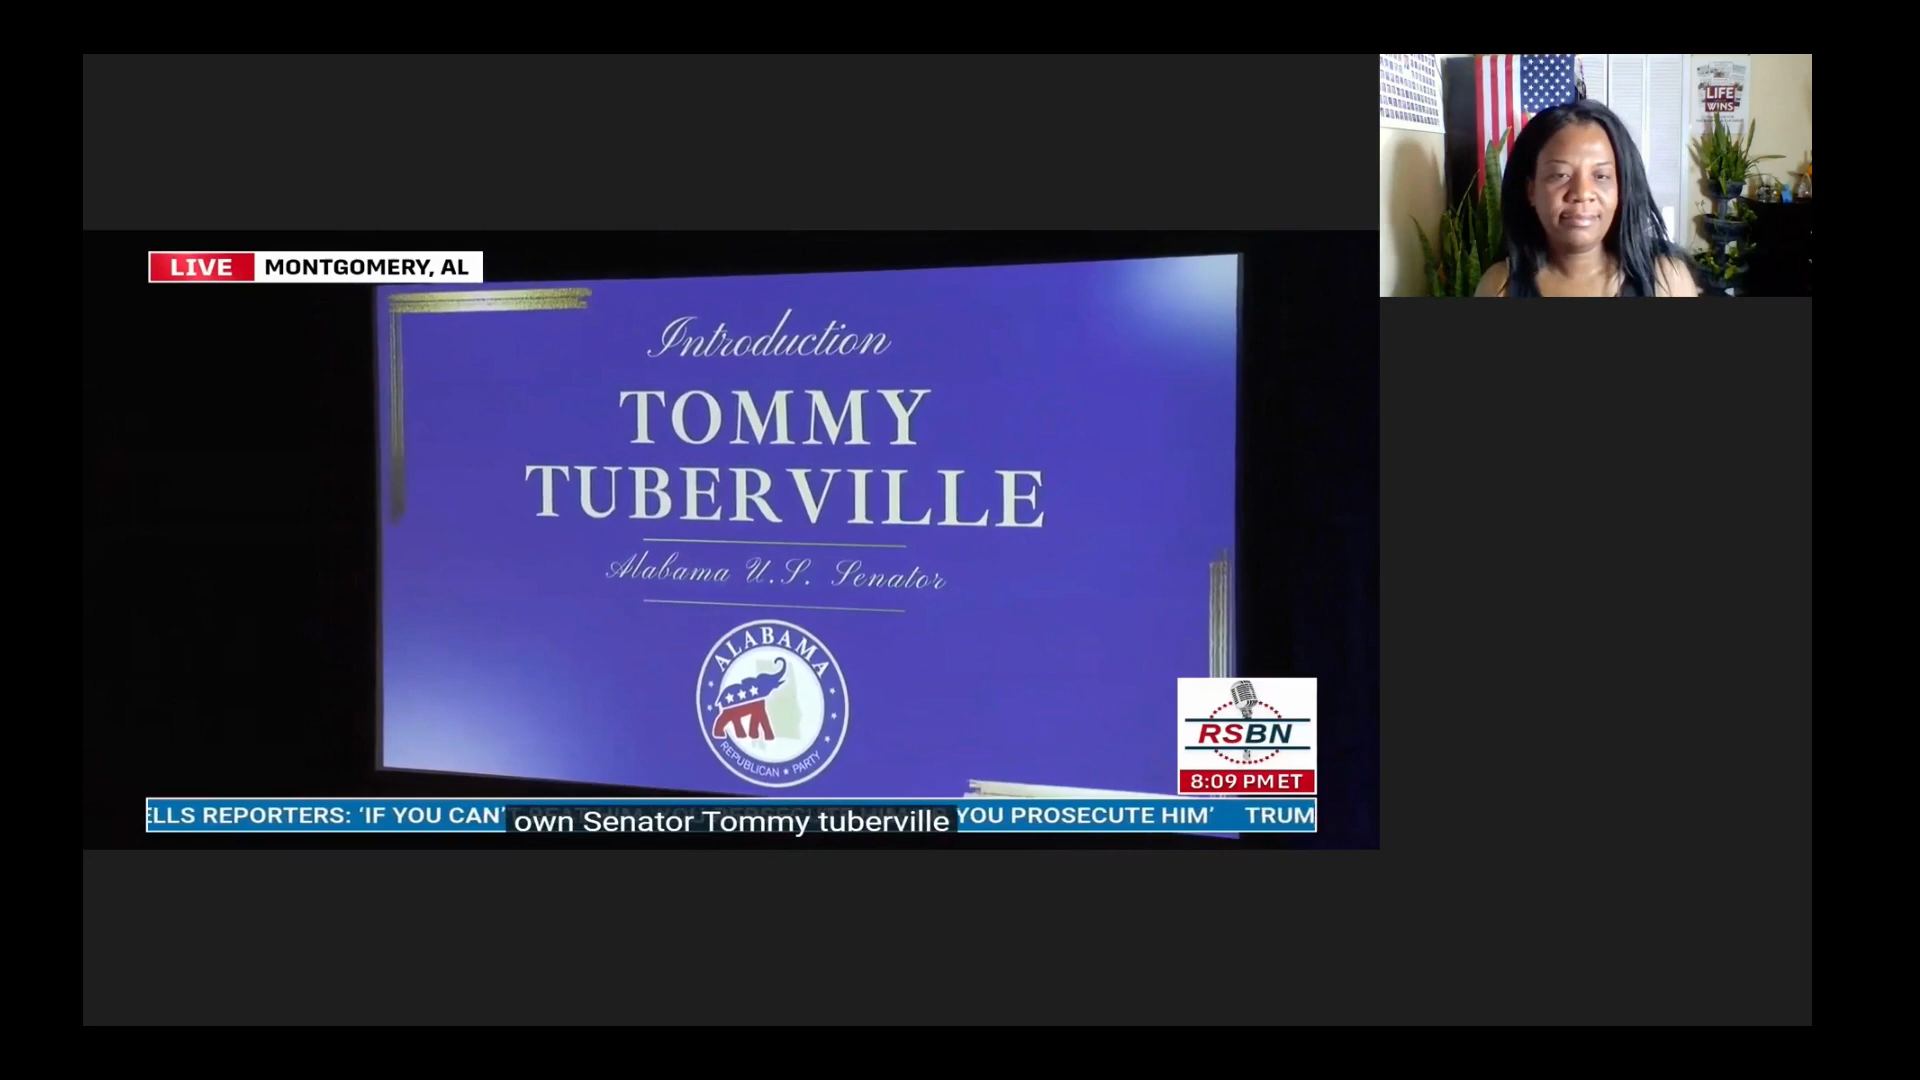 LIVE MONTGOMERY, AL
Introduction
TOMMY
TUBERVILLE
Alabama U.S. Senator
ALABAMA
REPUBLICAN ★ PARTY
RSBN
8:09 PM ET
ELLS REPORTERS: ‘IF YOU CAN’ YOU PROSECUTE HIM’ TRUM
own Senator Tommy tuberville
LIFE
WINS